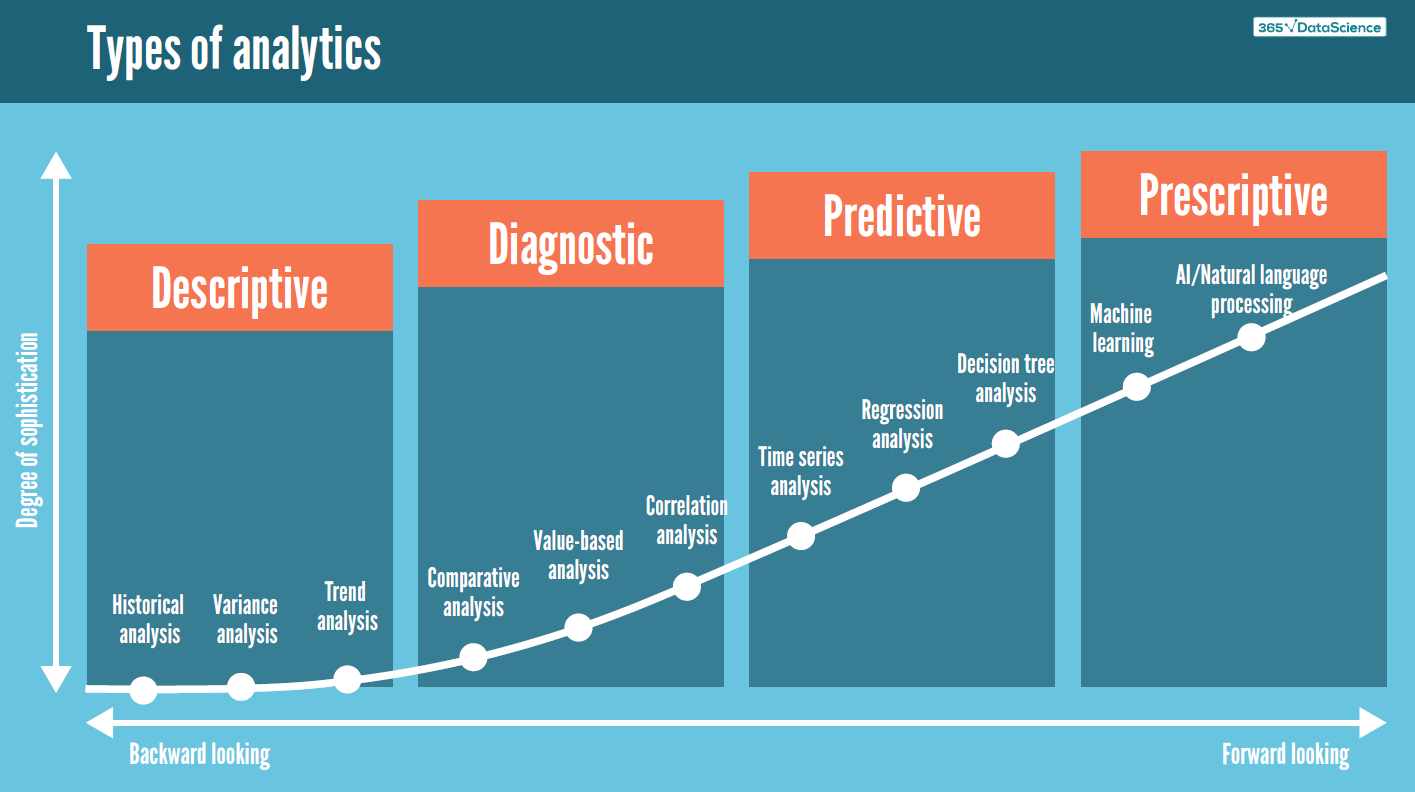 Types of analytics
365 DataScience
Descriptive
Diagnostic
Predictive
Prescriptive
Degree of sophistication
Historical
analysis
Variance
analysis
Trend
analysis
Comparative
analysis
Value-based
analysis
Correlation
analysis
Time series
analysis
Regression
analysis
Decision tree
analysis
Machine
learning
AI/Natural language
processing
Backward looking
Forward looking